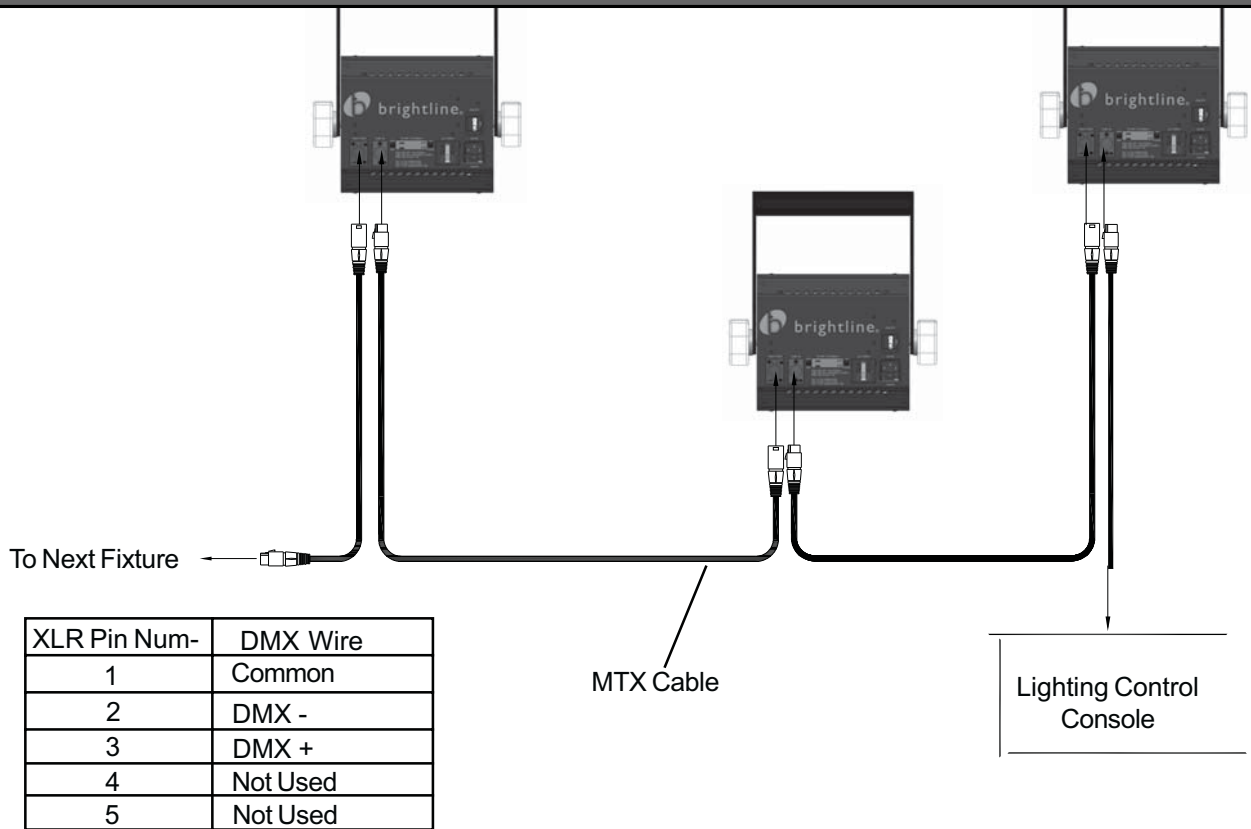 brightline.
brightline.
brightline.
To Next Fixture
MTX Cable
Lighting Control
Console
XLR Pin Num- DMX Wire
1 Common
2 DMX -
3 DMX +
4 Not Used
5 Not Used